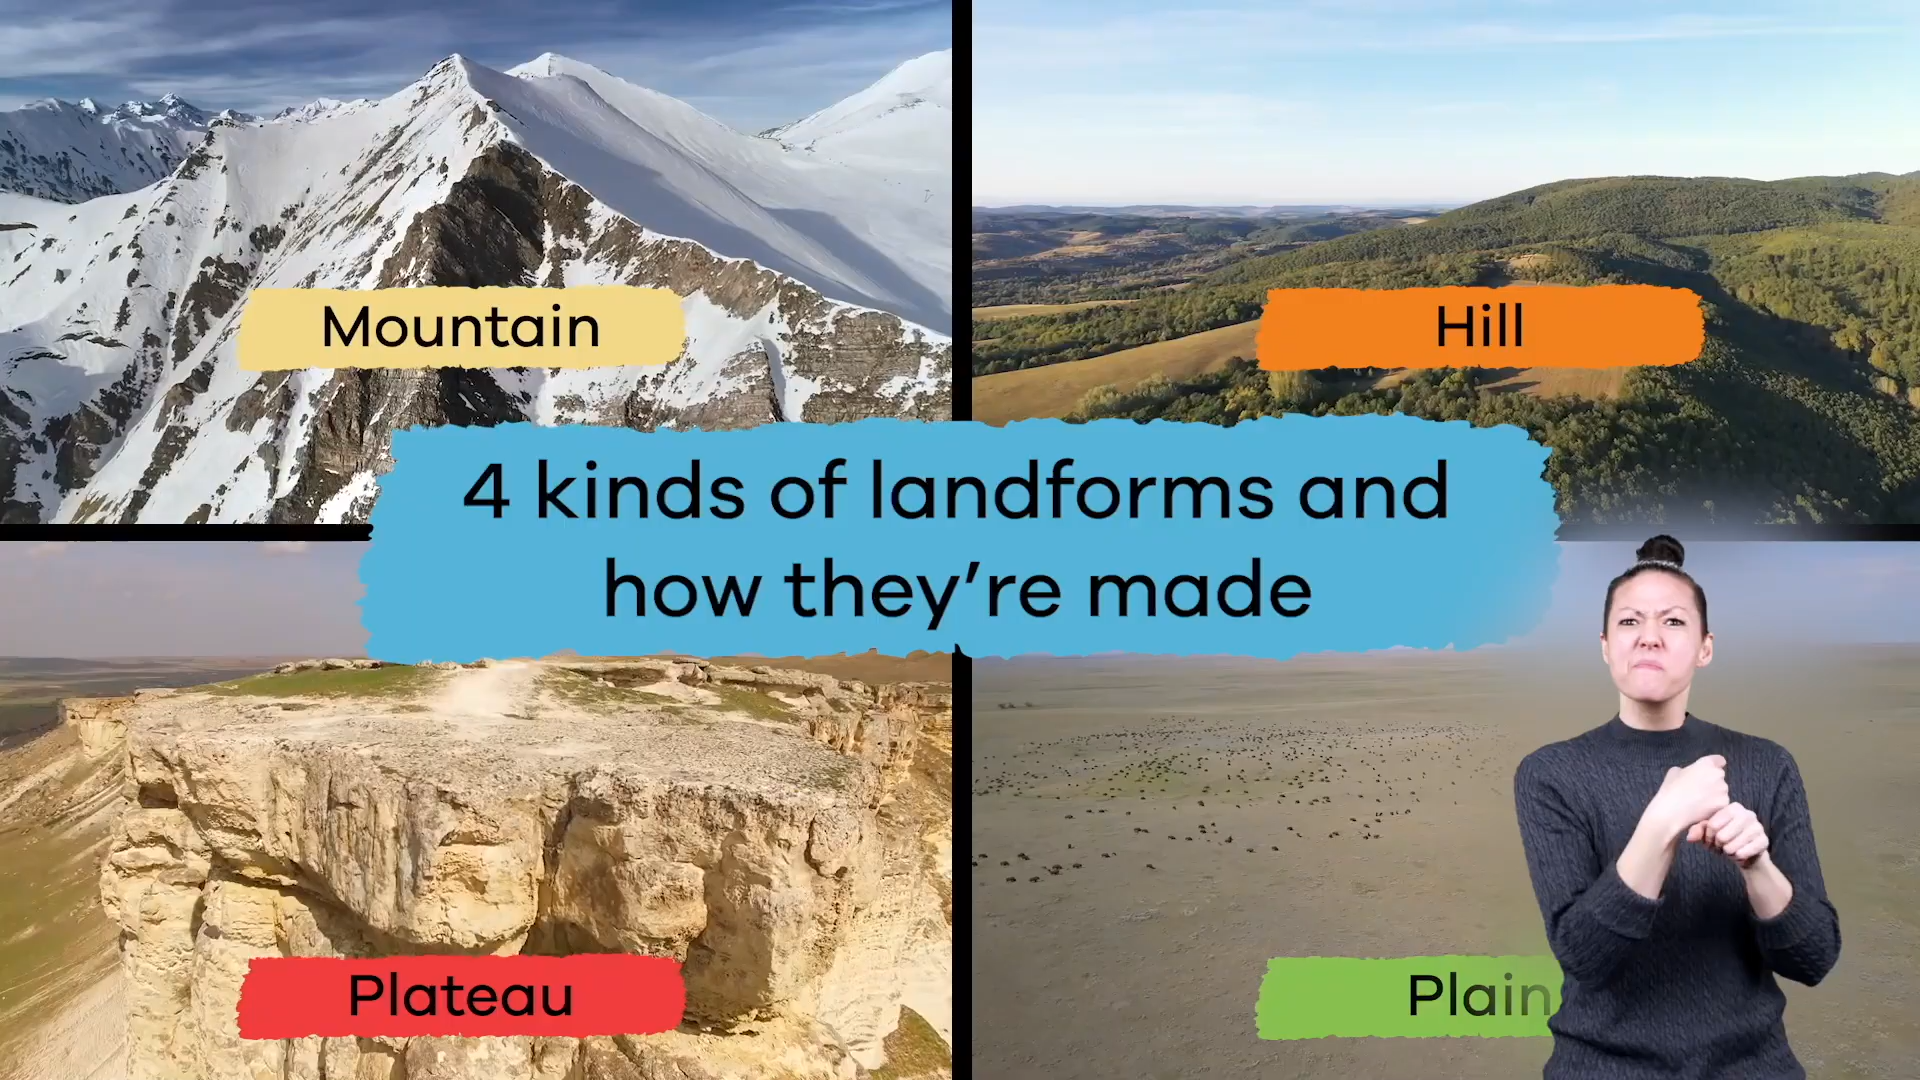 Mountain
Hill
4 kinds of landforms and
how they’re made
Plateau
Plain